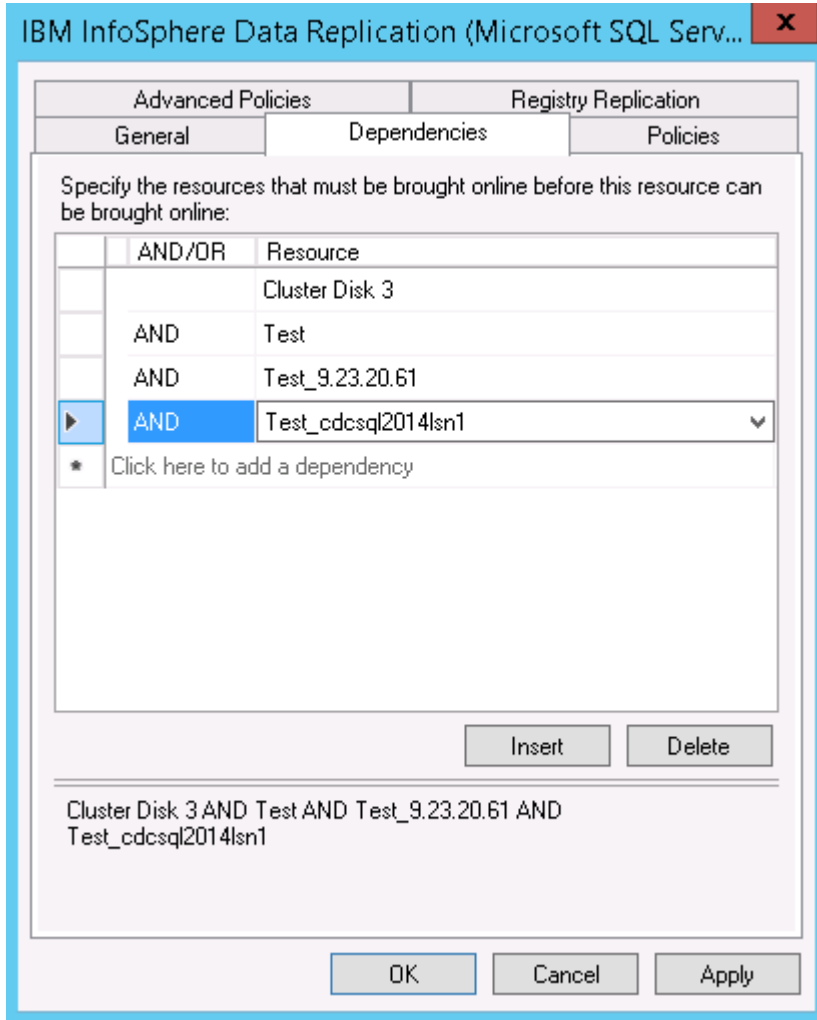 IBM InfoSphere Data Replication (Microsoft SQL Serv... x
Advanced Policies Registry Replication
General Dependencies Policies
Specify the resources that must be brought online before this resource can
be brought online:
AND/OR Resource
Cluster Disk 3
AND Test
AND Test_9.23.20.61
AND Test_cdcsql2014lsn1
* Click here to add a dependency
Insert Delete
Cluster Disk 3 AND Test AND Test_9.23.20.61 AND
Test_cdcsql2014lsn1
OK Cancel Apply